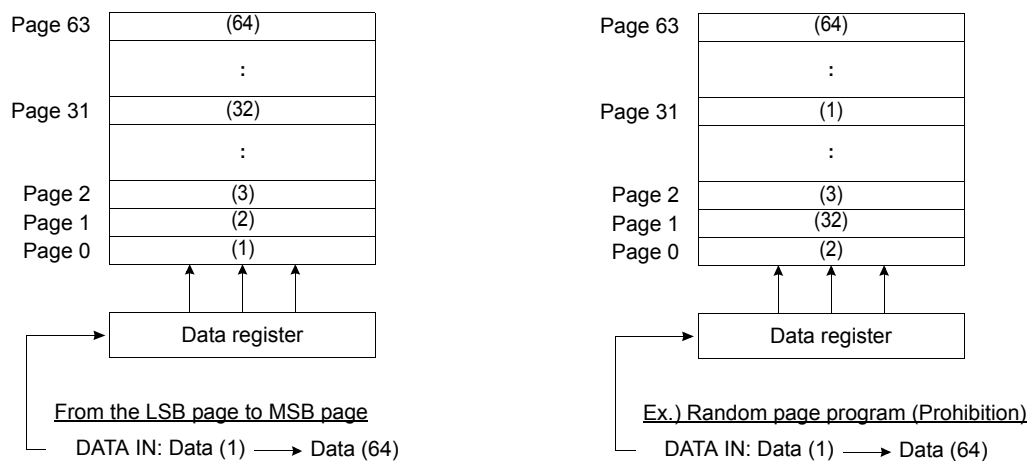 Page 63 (64)
:
Page 31 (32)
:
Page 2 (3)
Page 1 (2)
Page 0 (1)
Data register
From the LSB page to MSB page
DATA IN: Data (1) Data (64)
Page 63 (64)
:
Page 31 (1)
:
Page 2 (3)
Page 1 (32)
Page 0 (2)
Data register
Ex.) Random page program (Prohibition)
DATA IN: Data (1) Data (64)